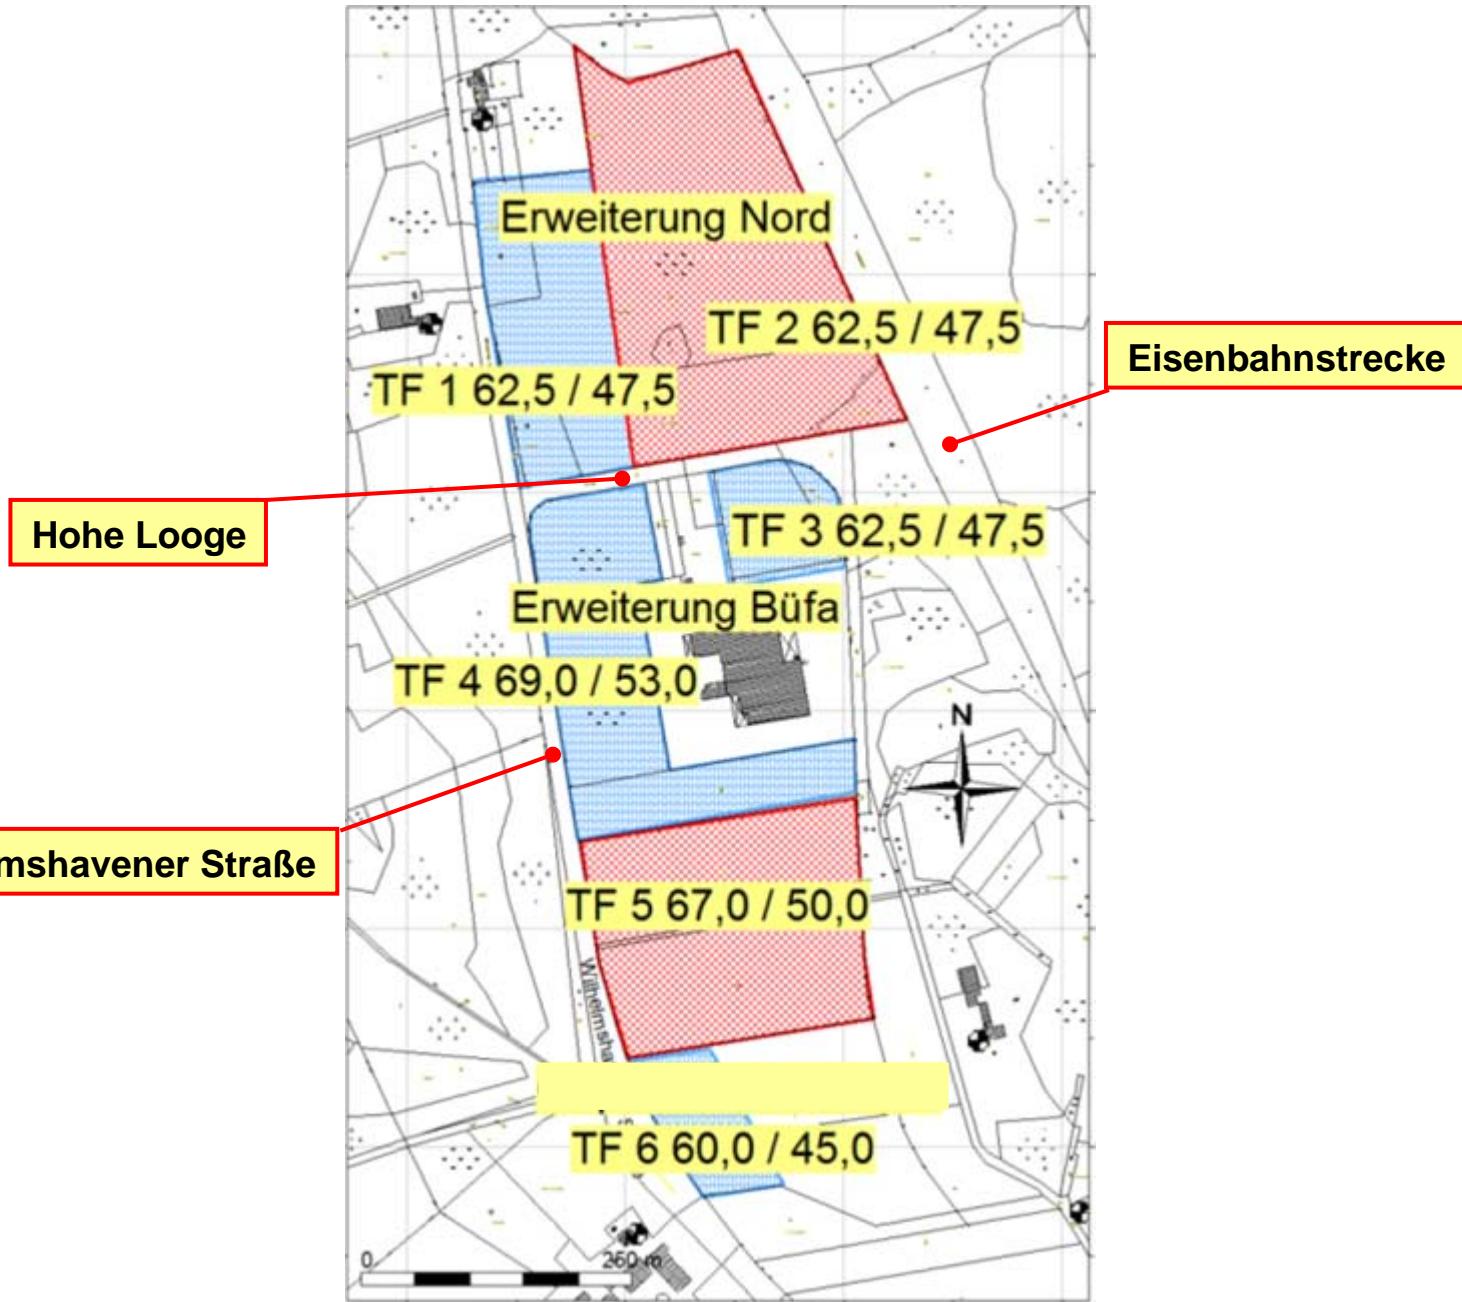 Erweiterung Nord
TF 2 62,5 / 47,5
Eisenbahnstrecke
TF 1 62,5 / 47,5
Hohe Looge
TF 3 62,5 / 47,5
Erweiterung Büfa
TF 4 69,0 / 53,0
N
mshavener Straße
TF 5 67,0 / 50,0
Wilhelmsha
TF 6 60,0 / 45,0
0 250 m